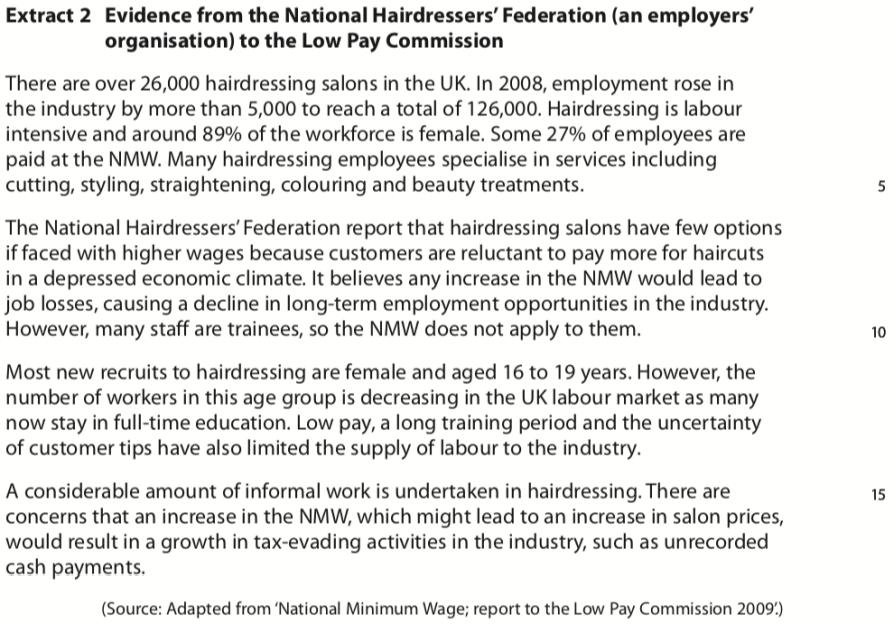 Extract 2 Evidence from the National Hairdressers’ Federation (an employers’
organisation) to the Low Pay Commission
There are over 26,000 hairdressing salons in the UK. In 2008, employment rose in
the industry by more than 5,000 to reach a total of 126,000. Hairdressing is labour
intensive and around 89% of the workforce is female. Some 27% of employees are
paid at the NMW. Many hairdressing employees specialise in services including
cutting, styling, straightening, colouring and beauty treatments. 5
The National Hairdressers’ Federation report that hairdressing salons have few options
if faced with higher wages because customers are reluctant to pay more for haircuts
in a depressed economic climate. It believes any increase in the NMW would lead to
job losses, causing a decline in long-term employment opportunities in the industry.
However, many staff are trainees, so the NMW does not apply to them. 10
Most new recruits to hairdressing are female and aged 16 to 19 years. However, the
number of workers in this age group is decreasing in the UK labour market as many
now stay in full-time education. Low pay, a long training period and the uncertainty
of customer tips have also limited the supply of labour to the industry.
A considerable amount of informal work is undertaken in hairdressing. There are 15
concerns that an increase in the NMW, which might lead to an increase in salon prices,
would result in a growth in tax-evading activities in the industry, such as unrecorded
cash payments.
(Source: Adapted from ‘National Minimum Wage; report to the Low Pay Commission 2009’.)